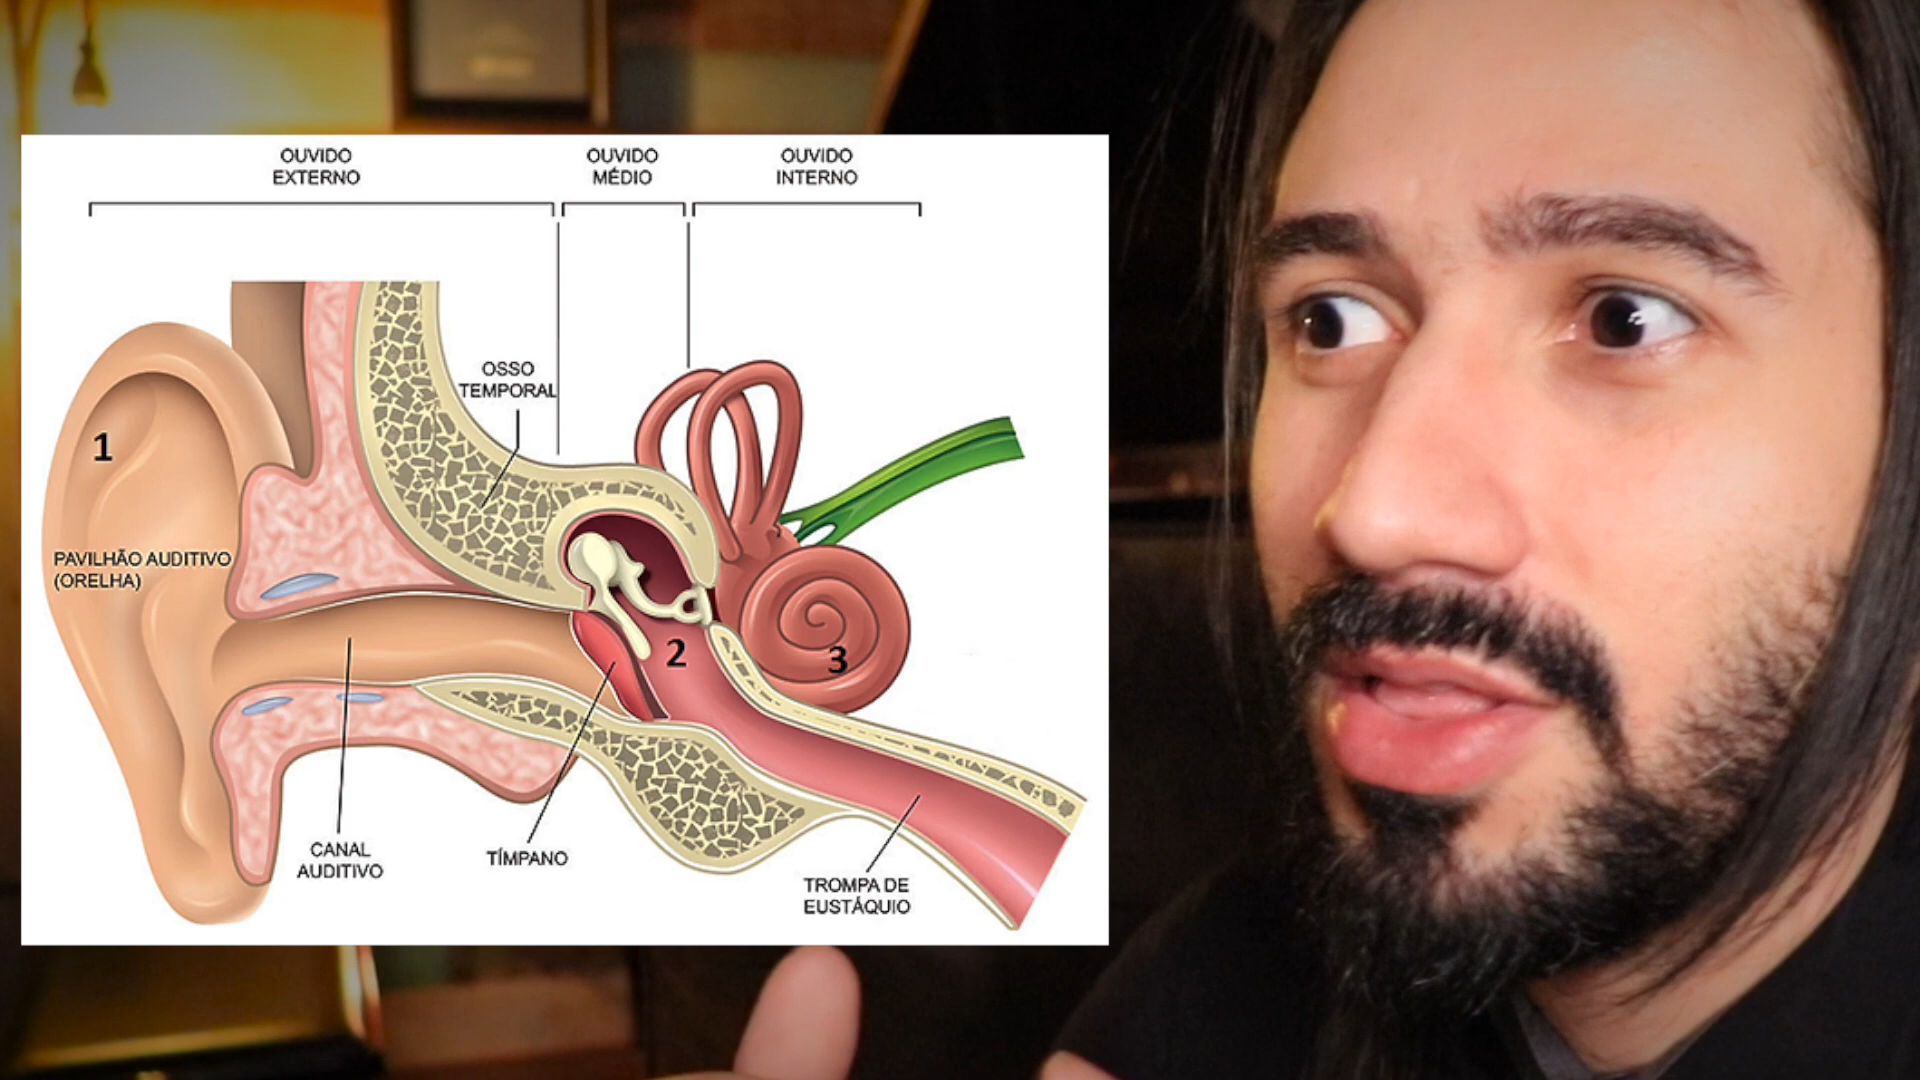 OUVIDO
EXTERNO
OUVIDO
MÉDIO
OUVIDO
INTERNO
OSSO
TEMPORAL
1
PAVILHÃO AUDITIVO
(ORELHA)
2
3
CANAL
AUDITIVO
TÍMPANO
TROMPA DE
EUSTÁQUIO